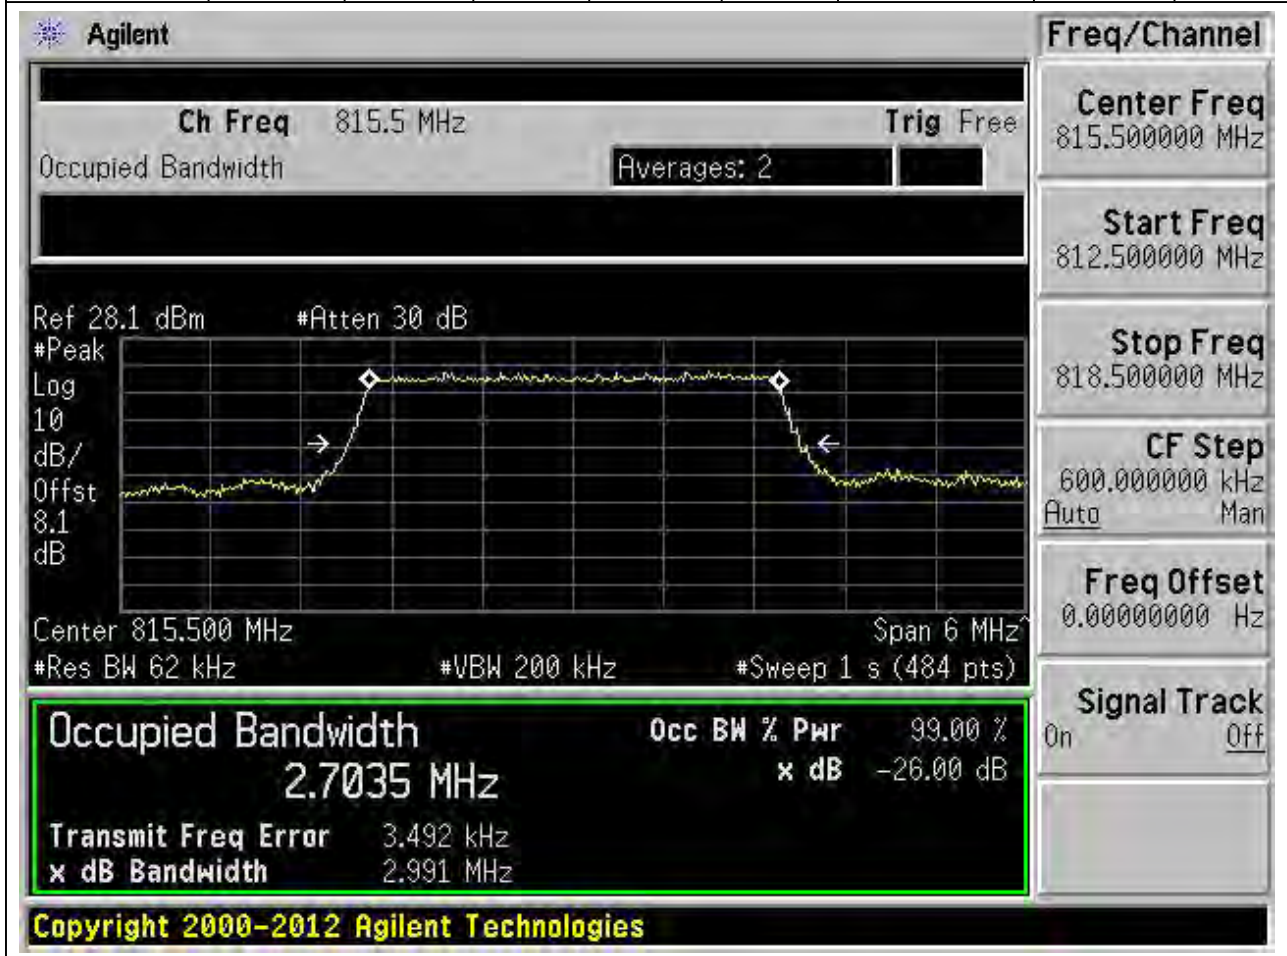 Agilent
Freq/Channel
Ch Freq 815.5 MHz Trig Free
Occupied Bandwidth Averages: 2
Center Freq
815.500000 MHz
Start Freq
812.500000 MHz
Stop Freq
818.500000 MHz
CF Step
600.000000 kHz
Auto Man
Freq Offset
0.00000000 Hz
Signal Track
On Off
Ref 28.1 dBm #Atten 30 dB
#Peak
Log
10
dB/
Offst
8.1
dB
Center 815.500 MHz Span 6 MHz^
#Res BW 62 kHz #VBW 200 kHz #Sweep 1 s (484 pts)
Occupied Bandwidth Occ BW % Pwr 99.00 %
2.7035 MHz x dB -26.00 dB
Transmit Freq Error 3.492 kHz
x dB Bandwidth 2.991 MHz
Copyright 2000-2012 Agilent Technologies